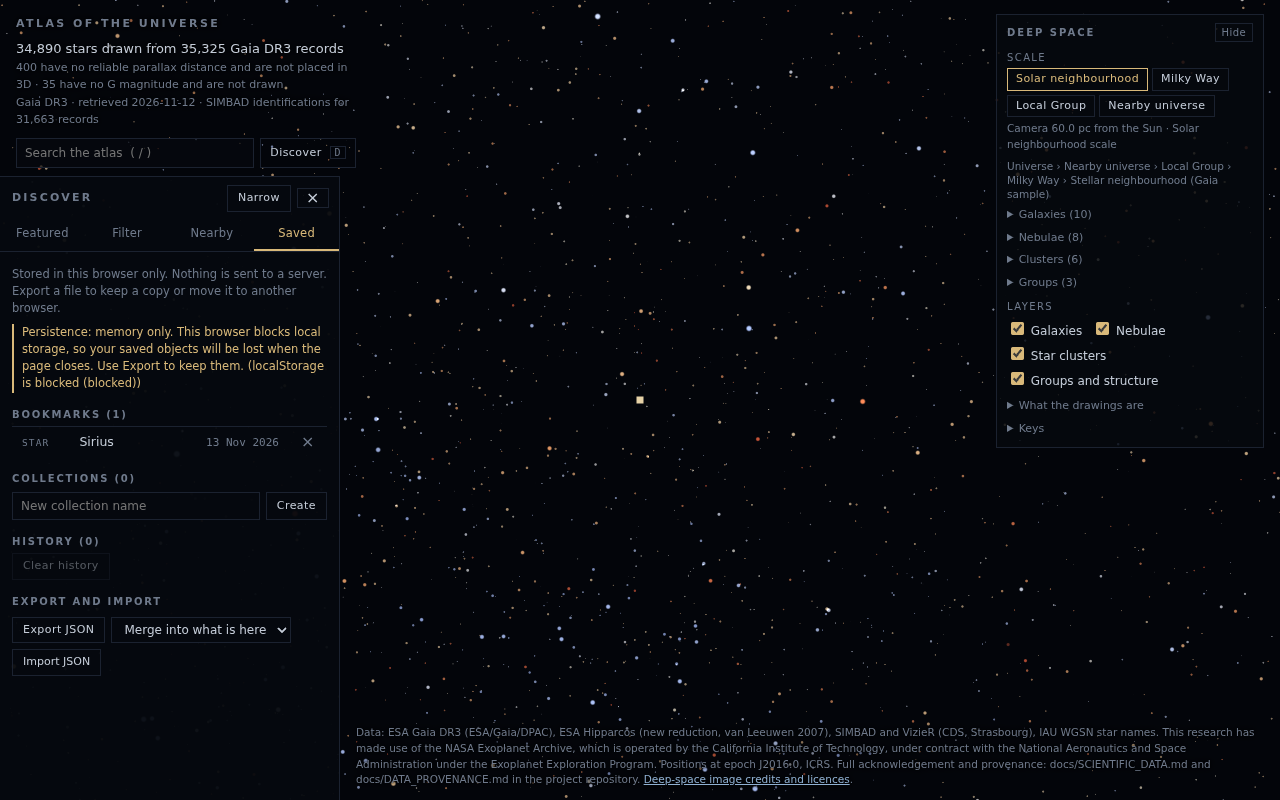 ATLAS OF THE UNIVERSE
34,890 stars drawn from 35,325 Gaia DR3 records
400 have no reliable parallax distance and are not placed in
3D · 35 have no G magnitude and are not drawn.
Gaia DR3 · retrieved 2026-11-12 · SIMBAD identifications for
31,663 records
Search the atlas ( / )
Discover D
DISCOVER
Narrow
×
Featured
Filter
Nearby
Saved
Stored in this browser only. Nothing is sent to a server.
Export a file to keep a copy or move it to another
browser.
Persistence: memory only. This browser blocks local
storage, so your saved objects will be lost when the
page closes. Use Export to keep them. (localStorage
is blocked (blocked))
BOOKMARKS (1)
STAR Sirius 13 Nov 2026 ×
COLLECTIONS (0)
New collection name
Create
HISTORY (0)
Clear history
EXPORT AND IMPORT
Export JSON
Merge into what is here
Import JSON
DEEP SPACE
Hide
SCALE
Solar neighbourhood
Milky Way
Local Group
Nearby universe
Camera 60.0 pc from the Sun · Solar
neighbourhood scale
Universe › Nearby universe › Local Group ›
Milky Way › Stellar neighbourhood (Gaia
sample)
▶ Galaxies (10)
▶ Nebulae (8)
▶ Clusters (6)
▶ Groups (3)
LAYERS
Galaxies
Nebulae
Star clusters
Groups and structure
▶ What the drawings are
▶ Keys
Data: ESA Gaia DR3 (ESA/Gaia/DPAC), ESA Hipparcos (new reduction, van Leeuwen 2007), SIMBAD and VizieR (CDS, Strasbourg), IAU WGSN star names. This research has
made use of the NASA Exoplanet Archive, which is operated by the California Institute of Technology, under contract with the National Aeronautics and Space
Administration under the Exoplanet Exploration Program. Positions at epoch J2016.0, ICRS. Full acknowledgement and provenance: docs/SCIENTIFIC_DATA.md and
docs/DATA_PROVENANCE.md in the project repository. Deep-space image credits and licences.